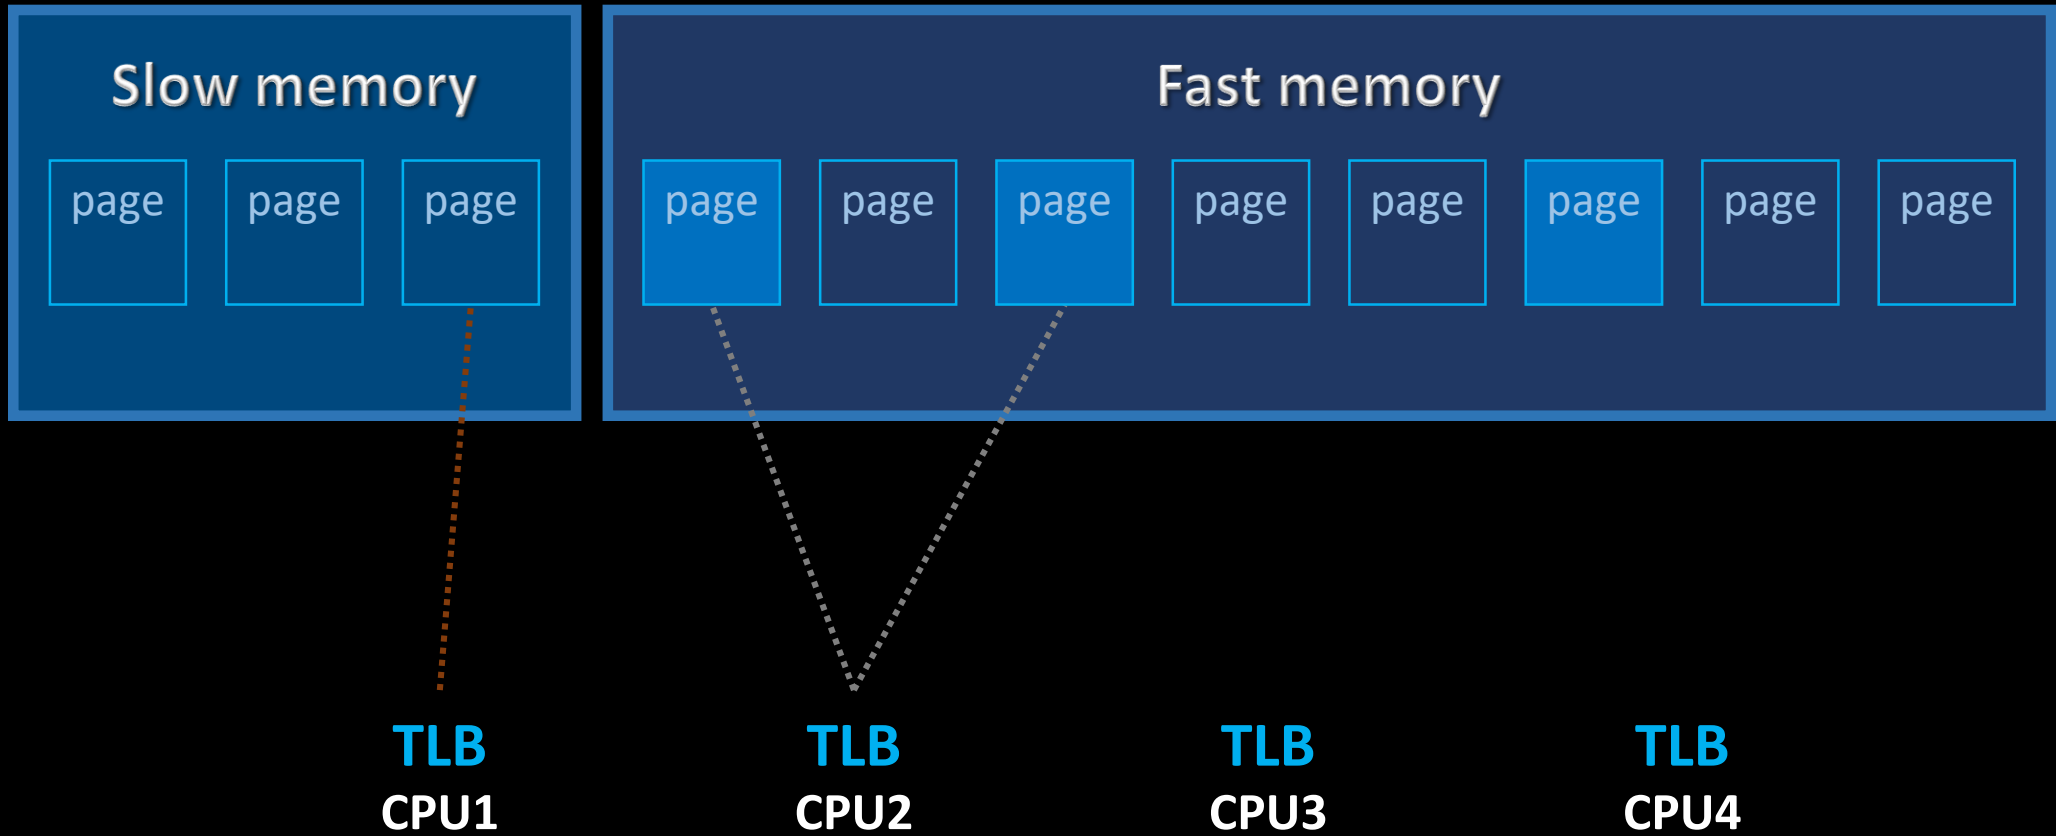 Slow memory
page page page
Fast memory
page page page page page page page page
TLB TLB TLB TLB
CPU1 CPU2 CPU3 CPU4